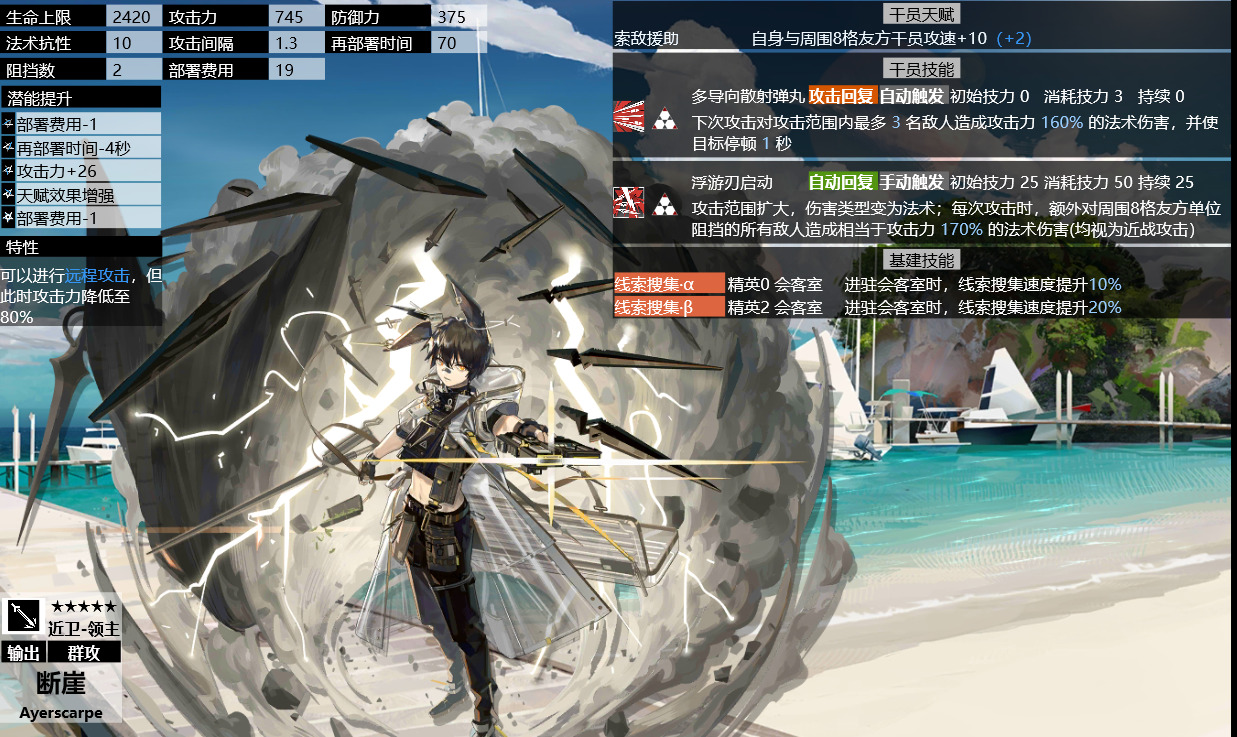 生命上限 2420 攻击力 745 防御力 375
法术抗性 10 攻击间隔 1.3 再部署时间 70
阻挡数 2 部署费用 19
潜能提升
部署费用-1
再部署时间-4秒
攻击力+26
天赋效果增强
部署费用-1
特性
可以进行远程攻击，但
此时攻击力降低至
80%
干员天赋
索敌援助 自身与周围8格友方干员攻速+10（+2）
干员技能
多导向散射弹丸 攻击回复 自动触发 初始技力 0 消耗技力 3 持续 0
下次攻击对攻击范围内最多 3 名敌人造成攻击力 160% 的法术伤害，并使
目标停顿 1 秒
浮游刃启动 自动回复 手动触发 初始技力 25 消耗技力 50 持续 25
攻击范围扩大，伤害类型变为法术；每次攻击时，额外对周围8格友方单位
阻挡的所有敌人造成相当于攻击力 170% 的法术伤害(均视为近战攻击)
基建技能
线索搜集·α 精英0 会客室 进驻会客室时，线索搜集速度提升10%
线索搜集·β 精英2 会客室 进驻会客室时，线索搜集速度提升20%
★★★★★
近卫-领主
输出 群攻
断崖
Ayerscarpe